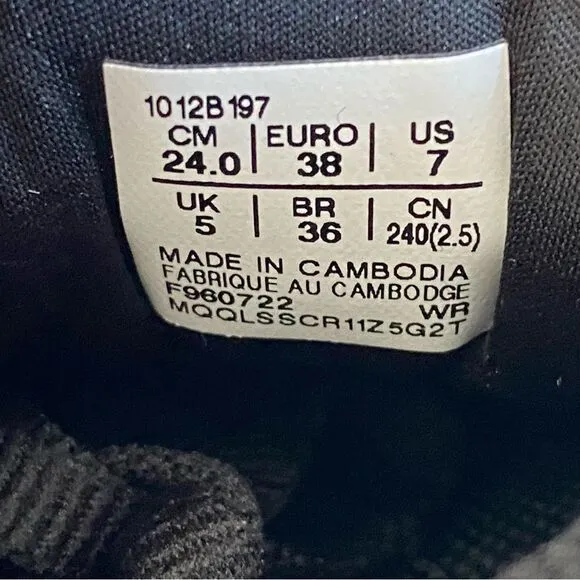 1012B197
CM | EURO | US
24.0 | 38 | 7
UK | BR | CN
5 | 36 | 240(2.5)
MADE IN CAMBODIA
FABRIQUE AU CAMBODGE
F960722 WR
MQQLSSCR11Z5G2T